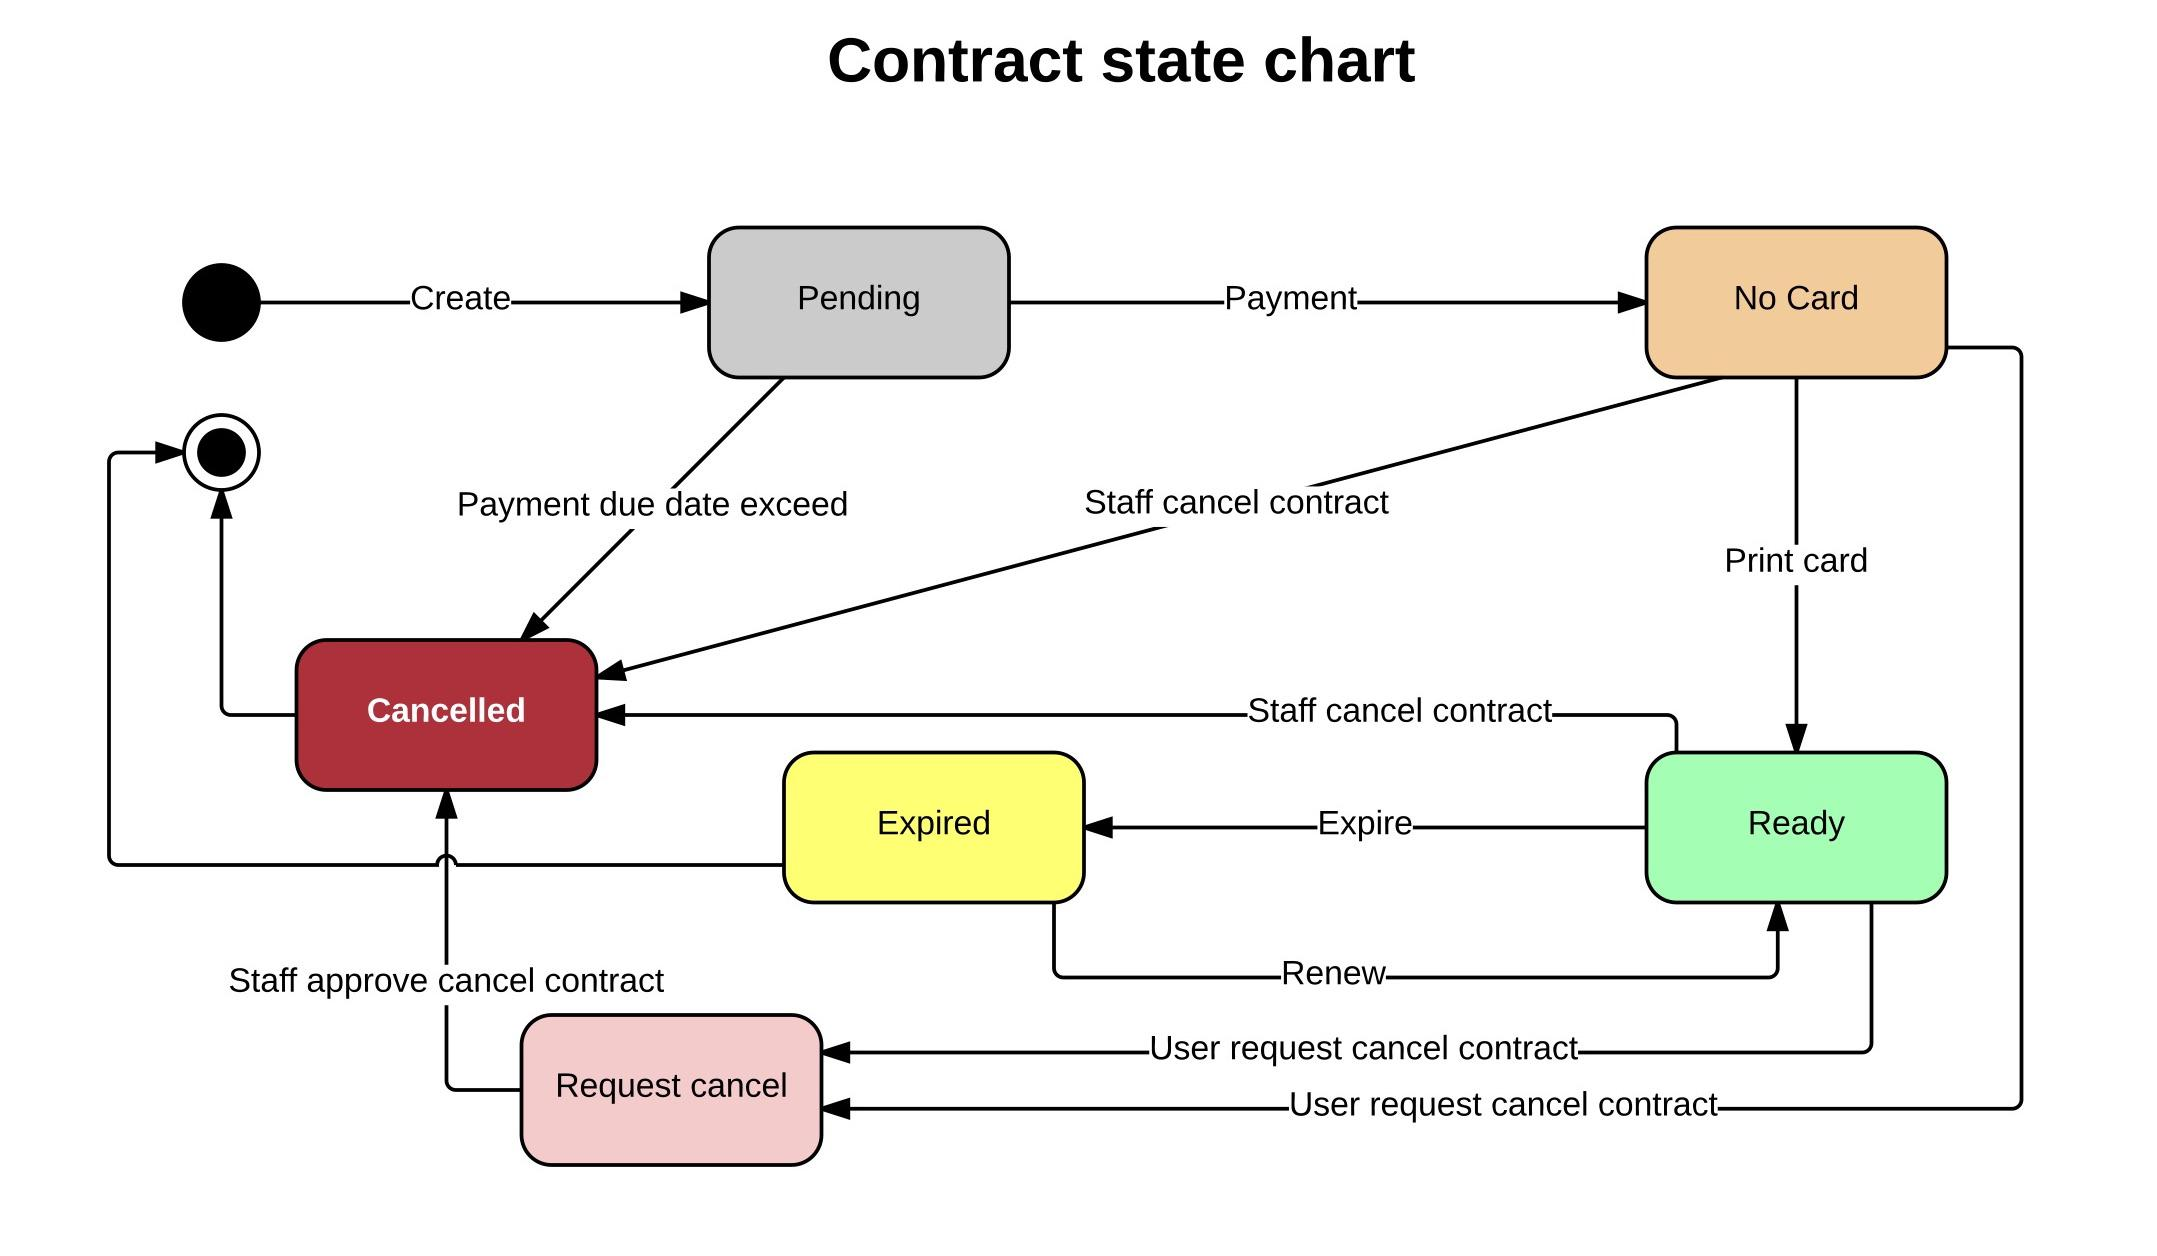 Contract state chart
Create
Pending
Payment
No Card
Payment due date exceed
Staff cancel contract
Print card
Cancelled
Staff cancel contract
Expired
Expire
Ready
Renew
Staff approve cancel contract
User request cancel contract
Request cancel
User request cancel contract